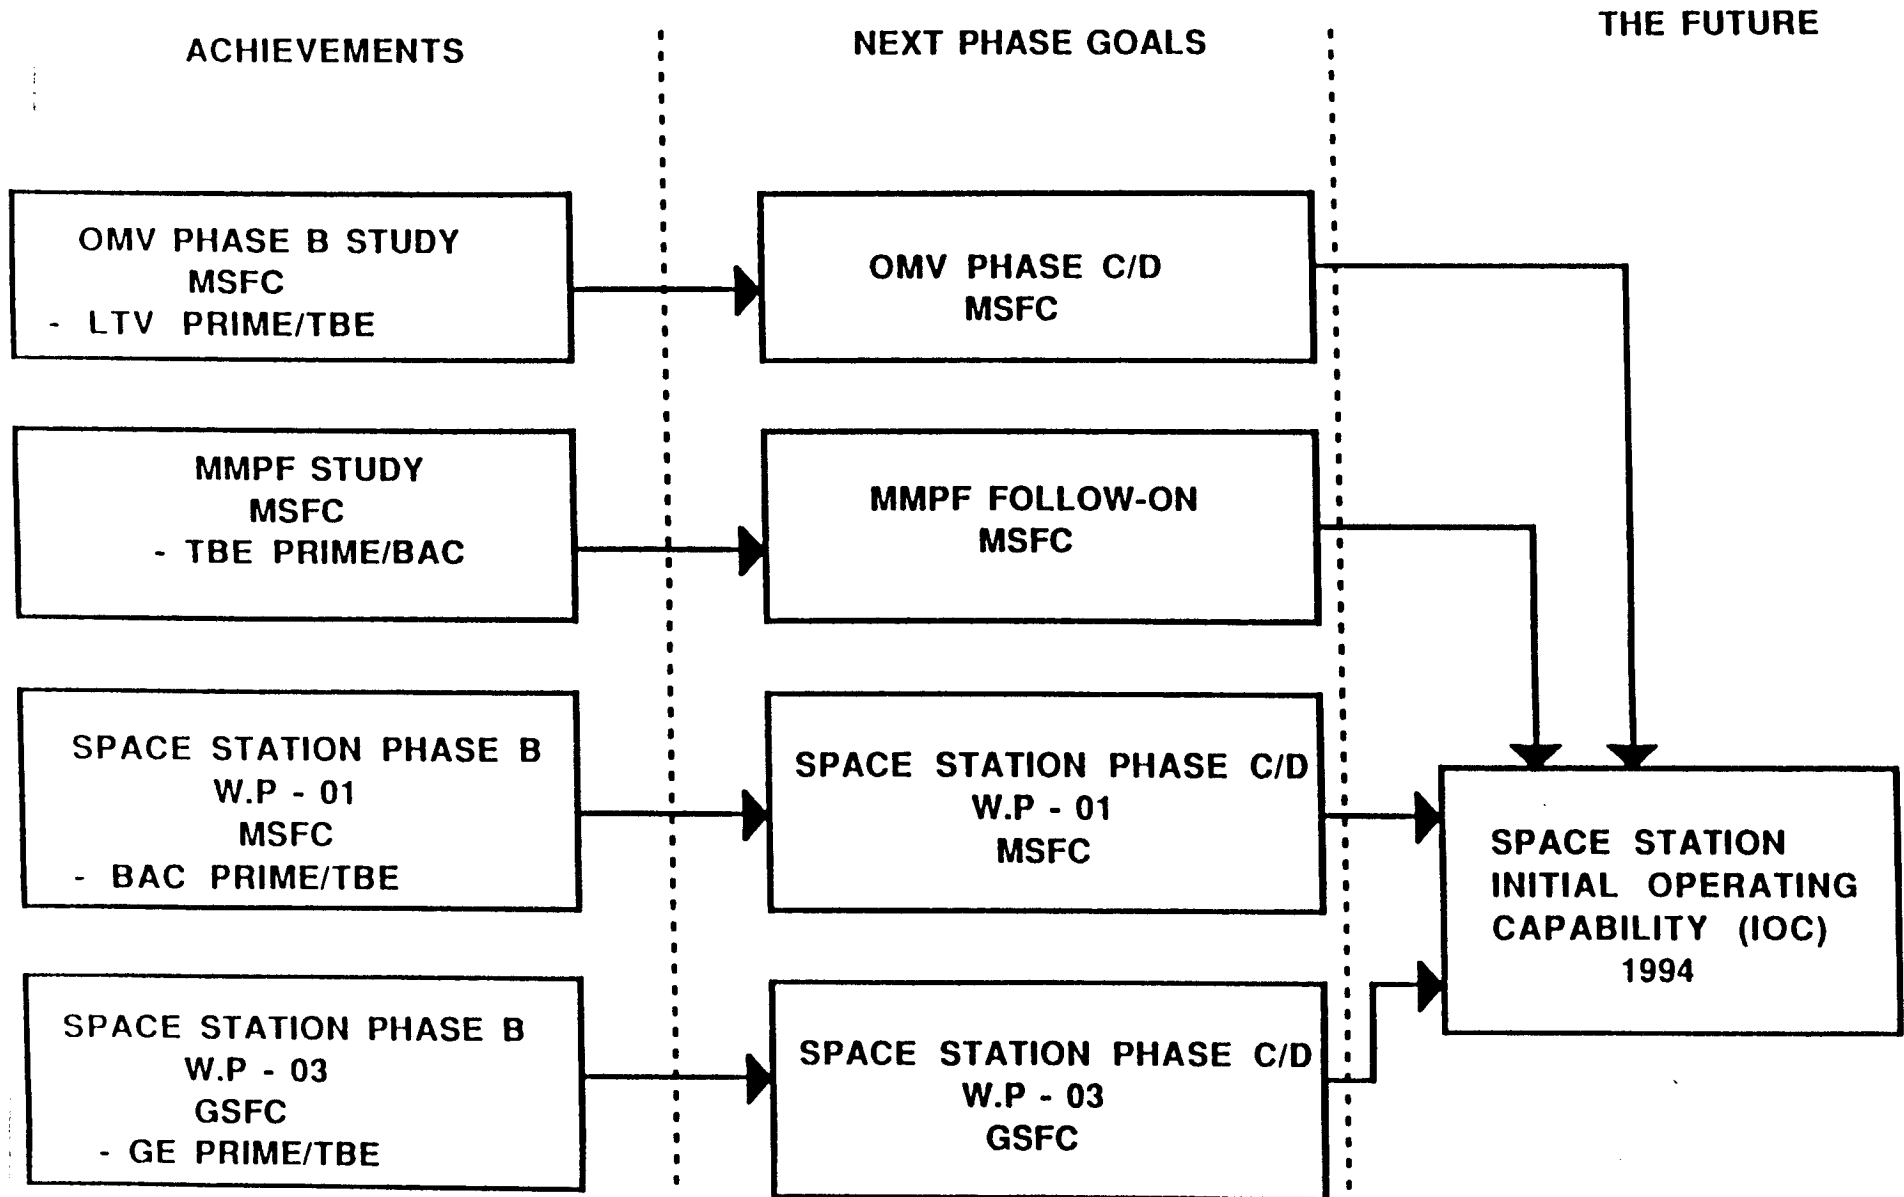 ACHIEVEMENTS
NEXT PHASE GOALS
THE FUTURE
OMV PHASE B STUDY
MSFC
- LTV PRIME/TBE
OMV PHASE C/D
MSFC
MMPF STUDY
MSFC
- TBE PRIME/BAC
MMPF FOLLOW-ON
MSFC
SPACE STATION PHASE B
W.P - 01
MSFC
- BAC PRIME/TBE
SPACE STATION PHASE C/D
W.P - 01
MSFC
SPACE STATION
INITIAL OPERATING
CAPABILITY (IOC)
1994
SPACE STATION PHASE B
W.P - 03
GSFC
- GE PRIME/TBE
SPACE STATION PHASE C/D
W.P - 03
GSFC